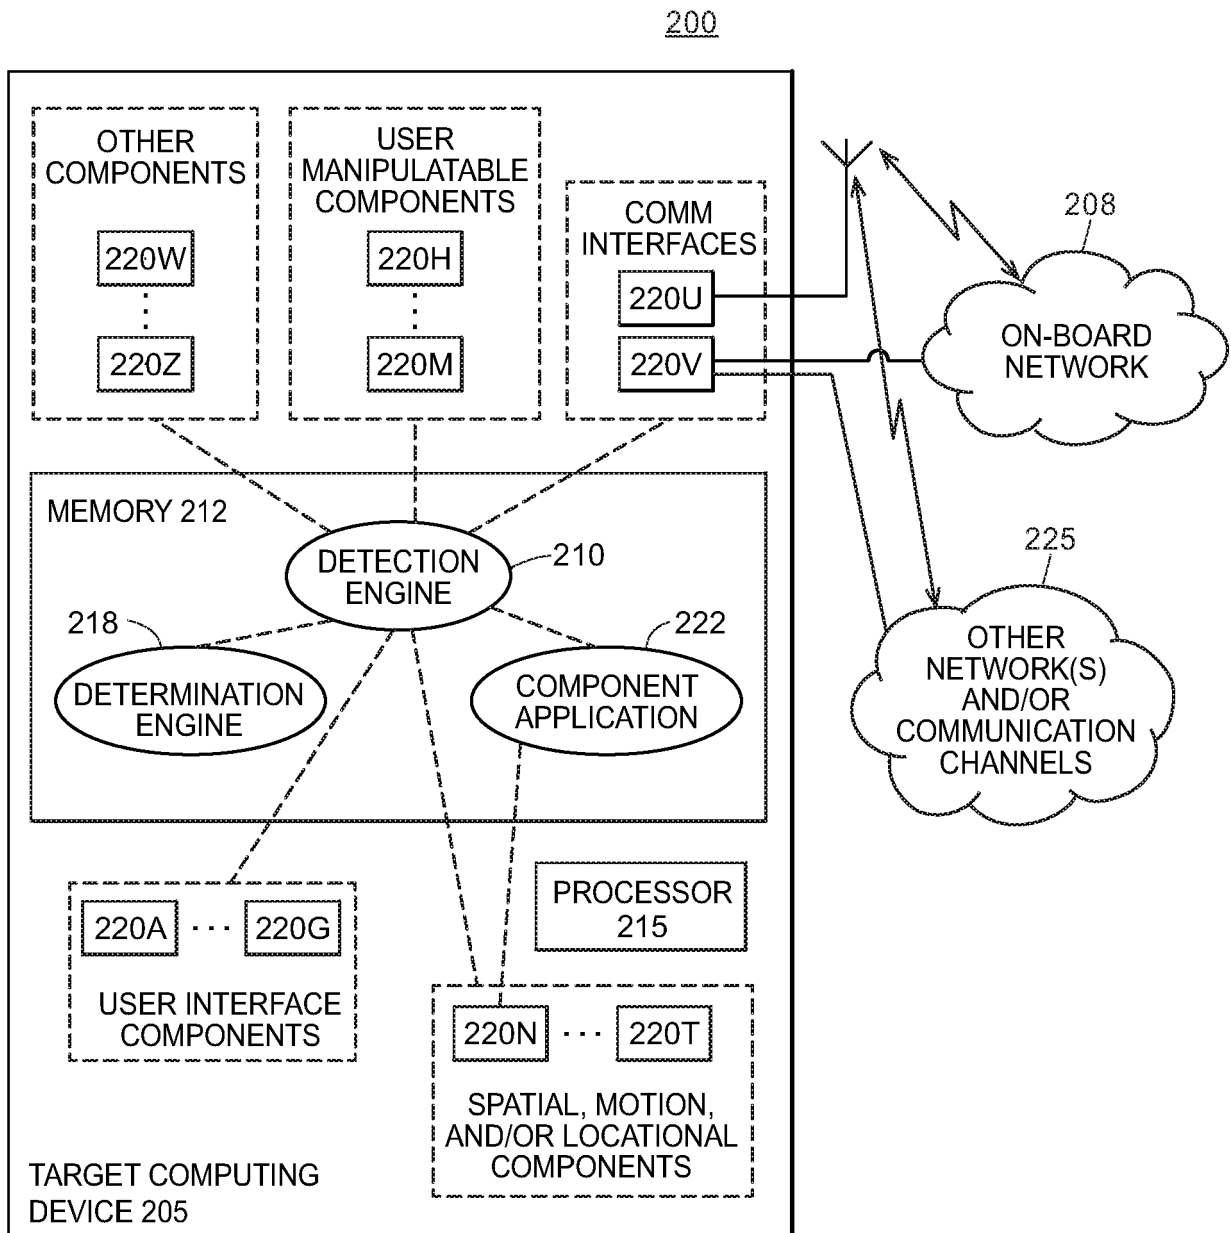 200
OTHER
COMPONENTS
220W
220Z
USER
MANIPULATABLE
COMPONENTS
220H
220M
COMM
INTERFACES
220U
220V
208
ON-BOARD
NETWORK
MEMORY 212
DETECTION
ENGINE
210
218
DETERMINATION
ENGINE
222
COMPONENT
APPLICATION
225
OTHER
NETWORK(S)
AND/OR
COMMUNICATION
CHANNELS
220A
220G
USER INTERFACE
COMPONENTS
PROCESSOR
215
220N
220T
SPATIAL, MOTION,
AND/OR LOCATIONAL
COMPONENTS
TARGET COMPUTING
DEVICE 205